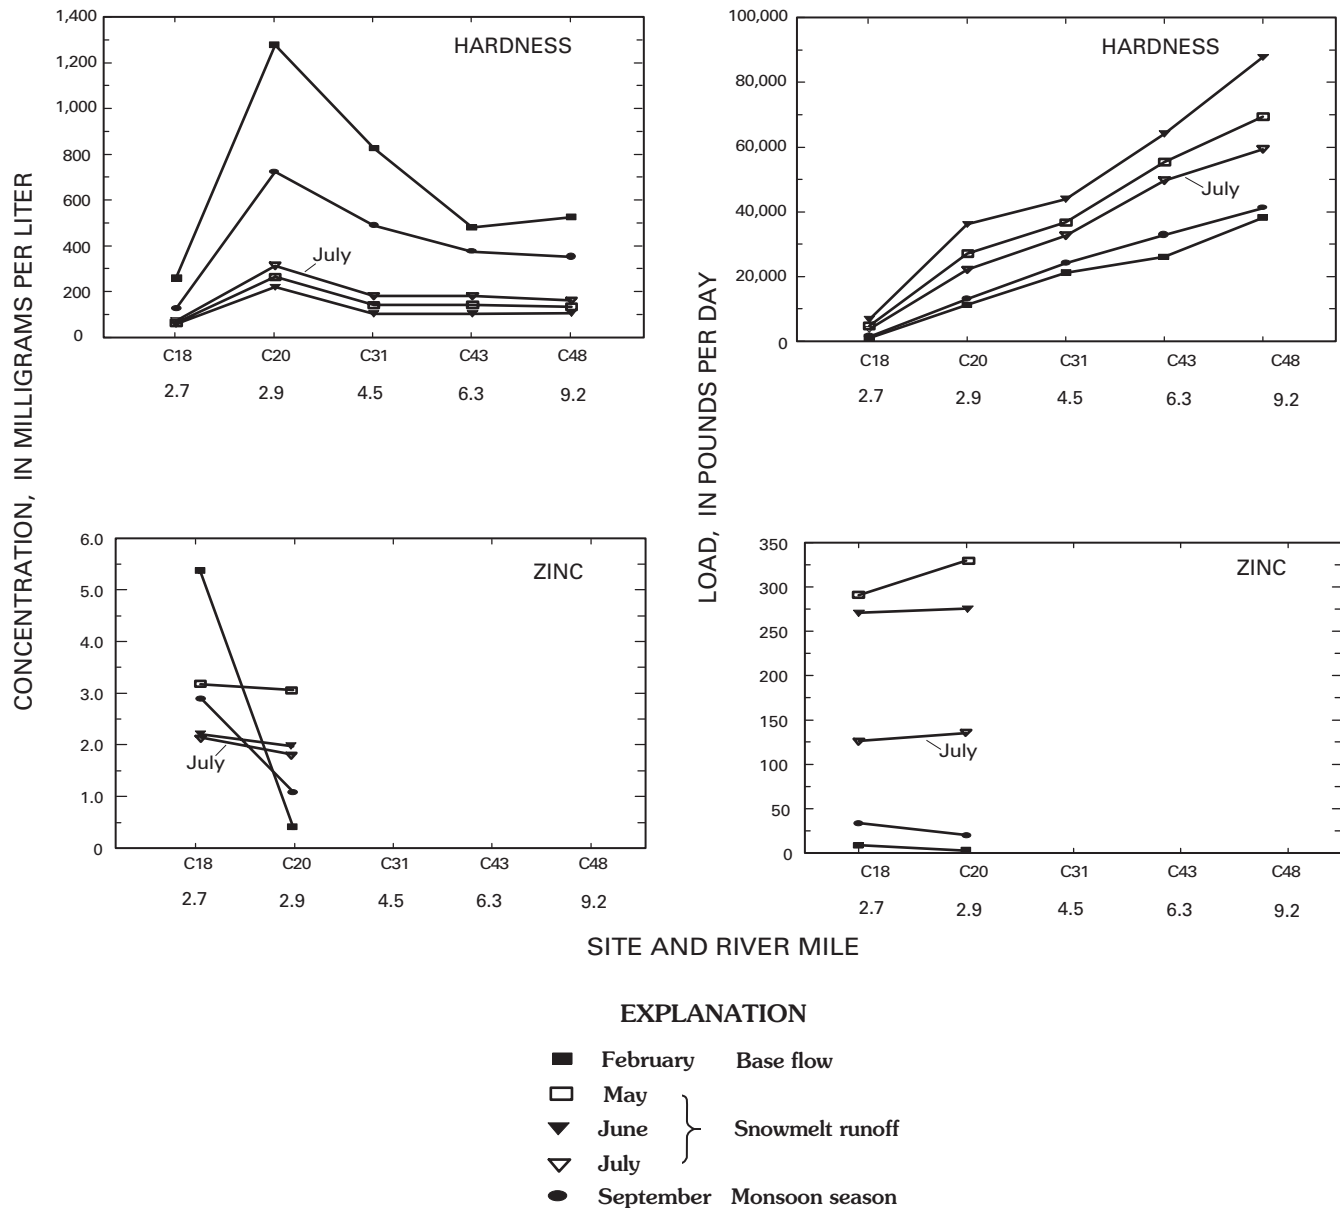 CONCENTRATION, IN MILLIGRAMS PER LITER
1,400
1,200
1,000
800
600
400
200
0
HARDNESS
July
C18 C20 C31 C43 C48
2.7 2.9 4.5 6.3 9.2
LOAD, IN POUNDS PER DAY
100,000
80,000
60,000
40,000
20,000
0
HARDNESS
July
C18 C20 C31 C43 C48
2.7 2.9 4.5 6.3 9.2
6.0
5.0
4.0
3.0
2.0
1.0
0
ZINC
July
C18 C20 C31 C43 C48
2.7 2.9 4.5 6.3 9.2
350
300
250
200
150
100
50
0
ZINC
July
C18 C20 C31 C43 C48
2.7 2.9 4.5 6.3 9.2
SITE AND RIVER MILE
EXPLANATION
February Base flow
May
June Snowmelt runoff
July
September Monsoon season